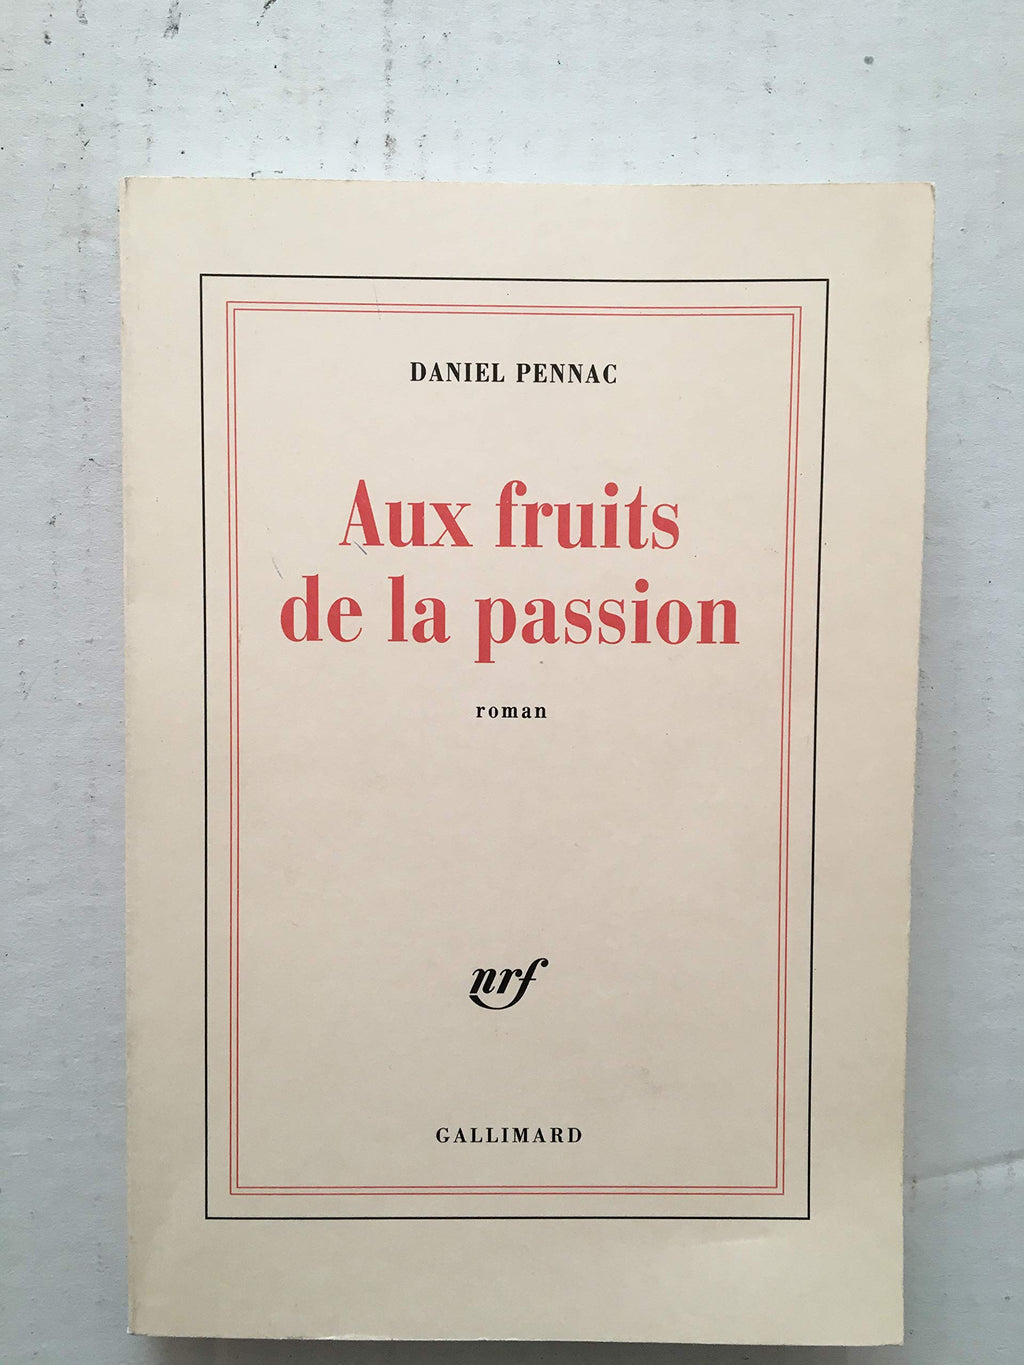 DANIEL PENNAC
Aux fruits
de la passion
roman
nrf
GALLIMARD